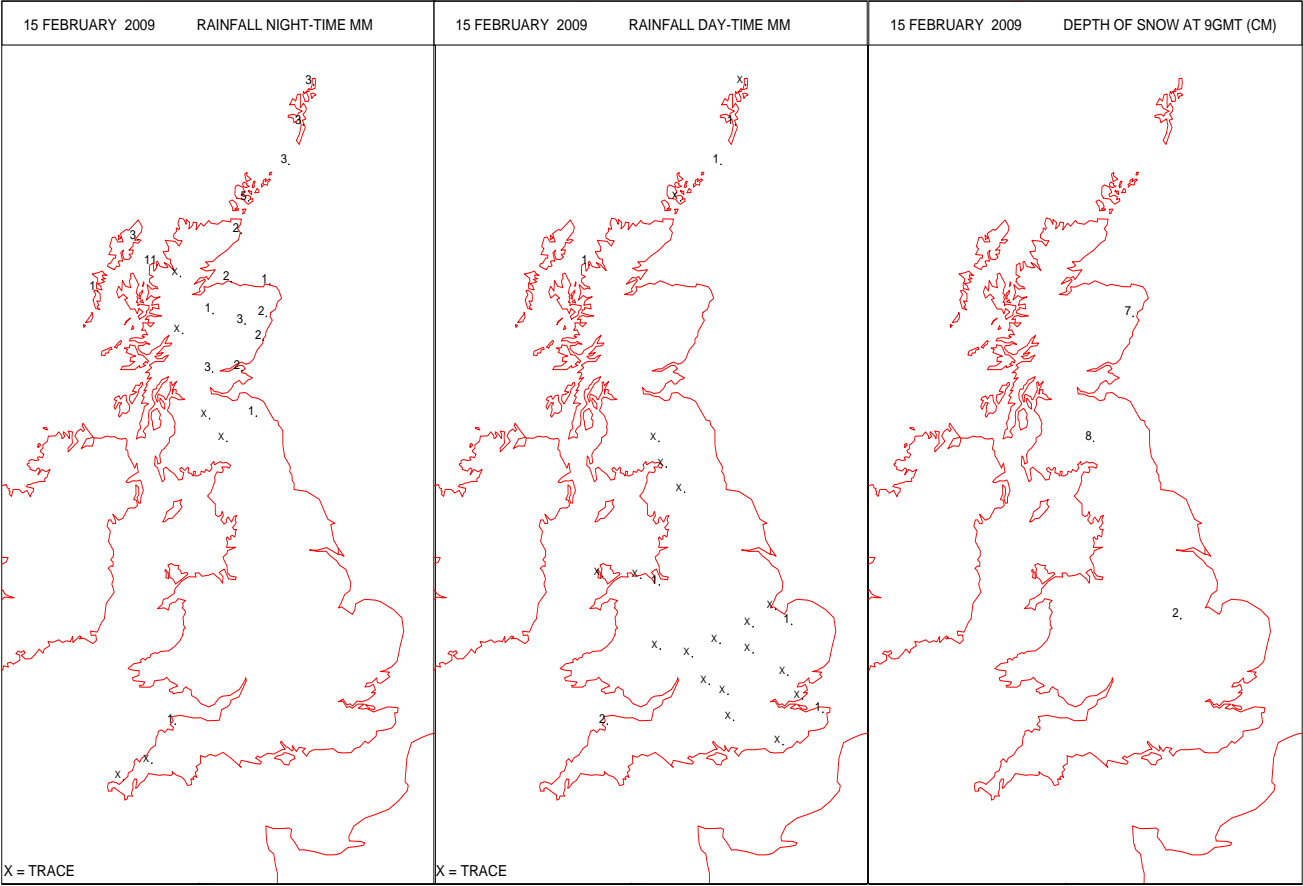 15 FEBRUARY 2009 RAINFALL NIGHT-TIME MM
3.
3.
3.
5.
2.
3.
11
x.
2.
1.
1
1.
2.
3.
x.
2.
3.
2.
x.
1.
x.
1.
x.
x.
X = TRACE
15 FEBRUARY 2009 RAINFALL DAY-TIME MM
x.
1.
1.
x.
1
x.
x.
x.
x.
x.
1.
x.
x.
1.
x.
x.
x.
x.
x.
x.
x.
x.
1.
2.
x.
x.
X = TRACE
15 FEBRUARY 2009 DEPTH OF SNOW AT 9GMT (CM)
7.
8.
2.